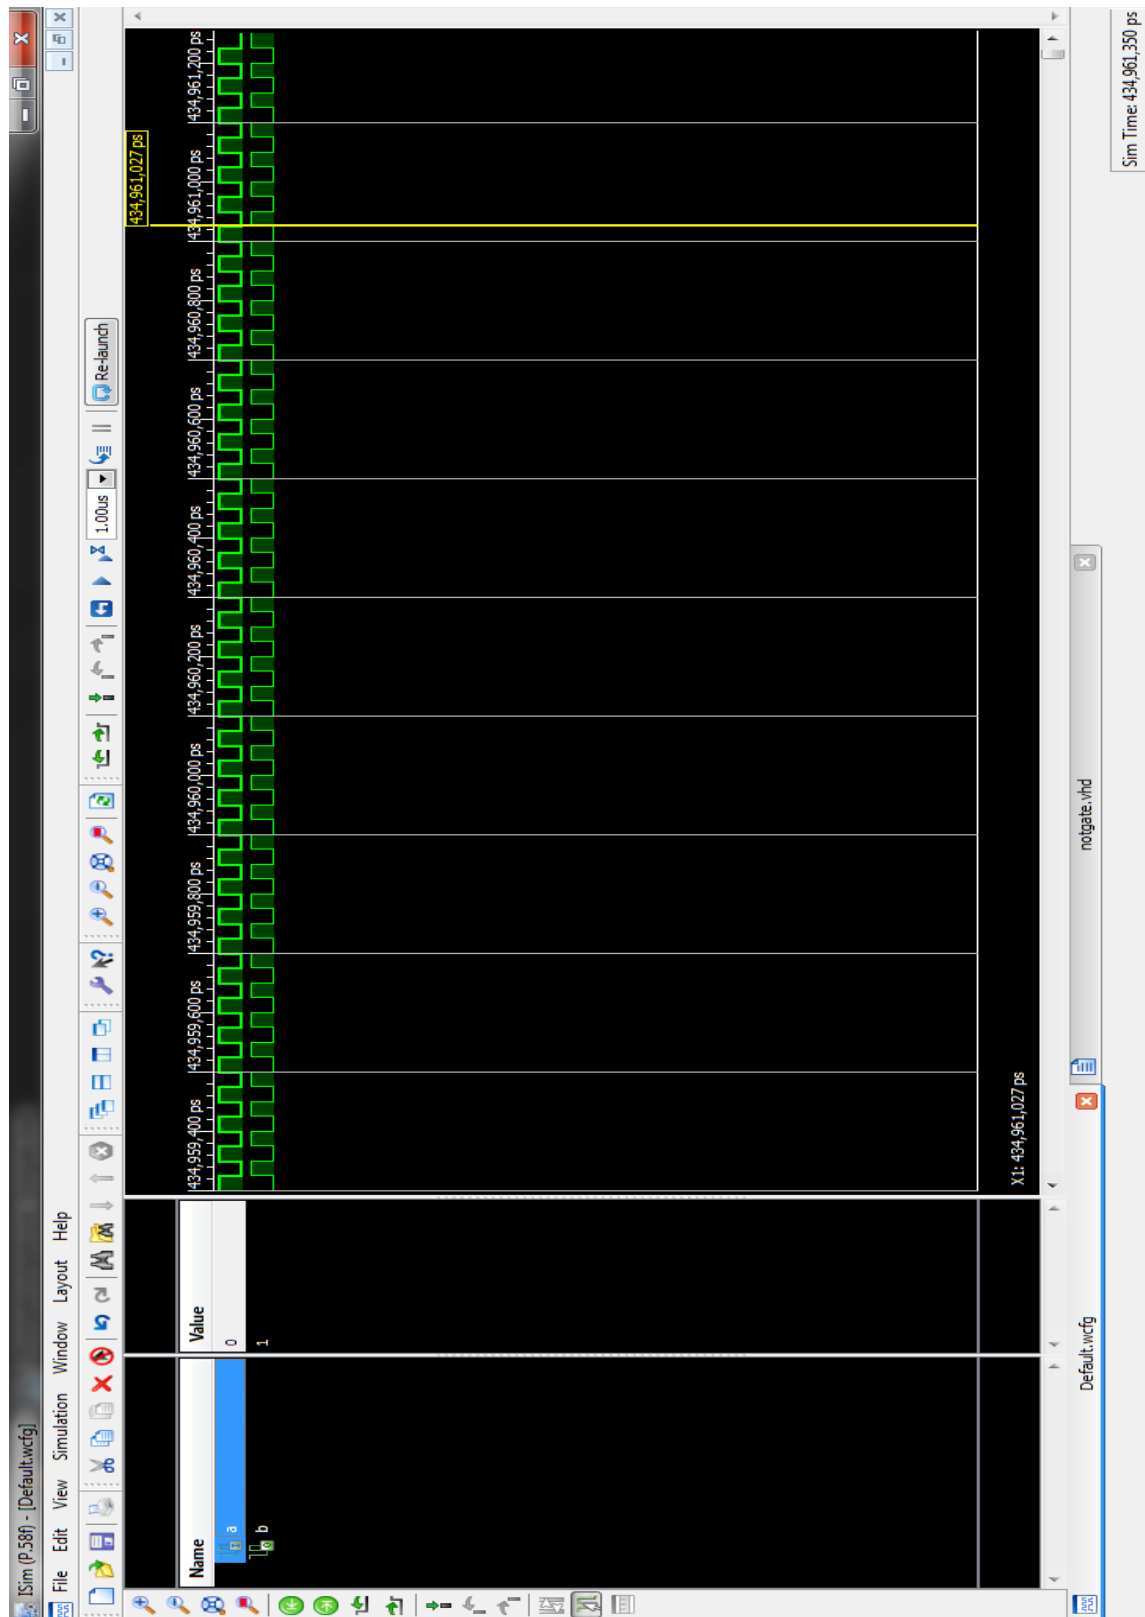 ISim (P.58f) - [Default.wcfg]
File Edit View Simulation Window Layout Help
1.00us
Re-launch
434,961,027 ps
Name
Value
434,959,400 ps
434,959,600 ps
434,959,800 ps
434,960,000 ps
434,960,200 ps
434,960,400 ps
434,960,600 ps
434,960,800 ps
434,961,000 ps
434,961,200 ps
a
0
b
1
X1: 434,961,027 ps
Default.wcfg
notgate.vhd
Sim Time: 434,961,350 ps